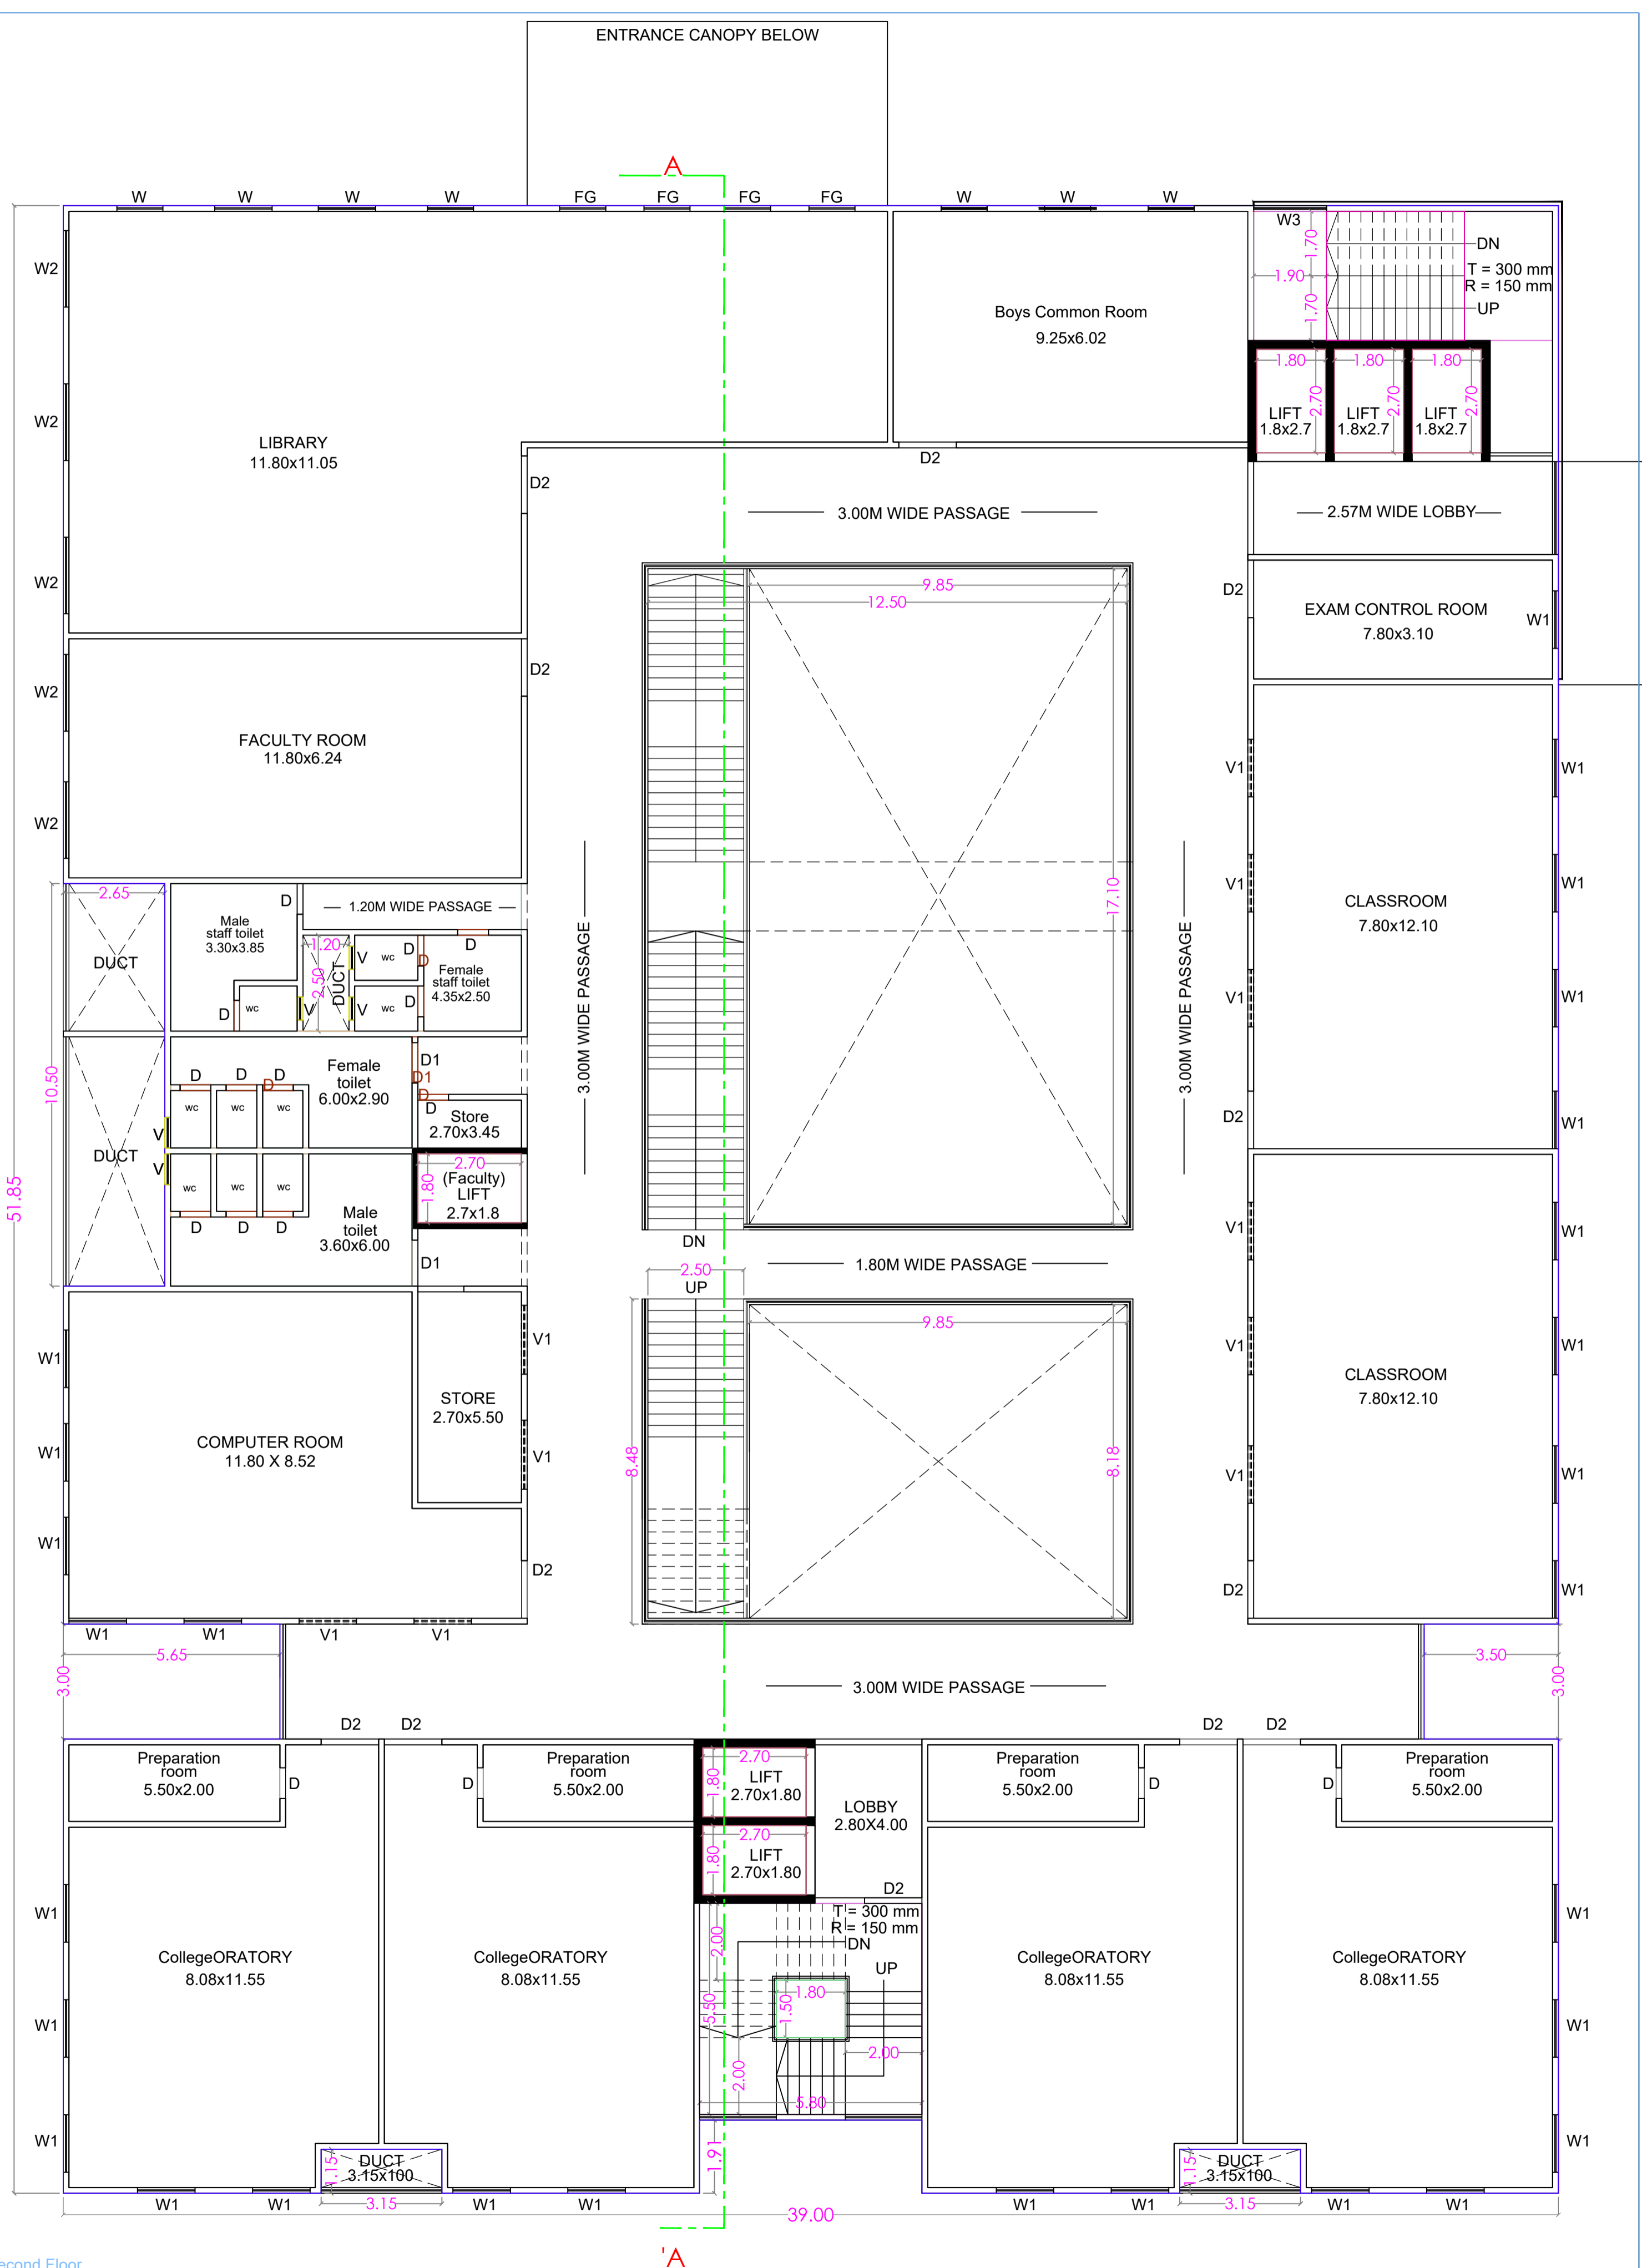 ENTRANCE CANOPY BELOW
A
W
W
W
W
FG
FG
FG
FG
W
W
W
W3
1.70
DN
T = 300 mm
R = 150 mm
1.90
1.70
UP
W2
Boys Common Room
9.25x6.02
1.80
1.80
1.80
2.70
2.70
2.70
LIFT
1.8x2.7
LIFT
1.8x2.7
LIFT
1.8x2.7
W2
LIBRARY
11.80x11.05
D2
D2
3.00M WIDE PASSAGE
2.57M WIDE LOBBY
W2
9.85
12.50
D2
EXAM CONTROL ROOM
7.80x3.10
W1
D2
W2
FACULTY ROOM
11.80x6.24
W2
V1
W1
V1
W1
CLASSROOM
7.80x12.10
17.10
2.65
DUCT
Male
staff toilet
3.30x3.85
D
1.20M WIDE PASSAGE
D
1.20
2.50
DUCT
V
wc
D
D
Female
staff toilet
4.35x2.50
D
wc
V
V
wc
D
3.00M WIDE PASSAGE
3.00M WIDE PASSAGE
V1
W1
10.50
51.85
Female
toilet
6.00x2.90
D1
D1
D
D
D
D
D
D
wc
wc
wc
Store
2.70x3.45
D2
W1
V
V
DUCT
2.70
1.80
(Faculty)
LIFT
2.7x1.8
wc
wc
wc
D
D
D
Male
toilet
3.60x6.00
D1
DN
1.80M WIDE PASSAGE
2.50
UP
V1
W1
9.85
W1
V1
V1
W1
STORE
2.70x5.50
CLASSROOM
7.80x12.10
COMPUTER ROOM
11.80 X 8.52
W1
V1
8.48
8.18
V1
W1
W1
D2
D2
W1
W1
W1
V1
V1
5.65
3.00
3.50
3.00
3.00M WIDE PASSAGE
D2
D2
D2
D2
Preparation
room
5.50x2.00
D
D
Preparation
room
5.50x2.00
2.70
1.80
LIFT
2.70x1.80
LOBBY
2.80X4.00
2.70
1.80
LIFT
2.70x1.80
Preparation
room
5.50x2.00
D
D
Preparation
room
5.50x2.00
D2
T = 300 mm
R = 150 mm
DN
UP
2.00
1.80
1.50
5.50
2.00
2.00
5.80
1.91
W1
W1
CollegeORATORY
8.08x11.55
CollegeORATORY
8.08x11.55
CollegeORATORY
8.08x11.55
CollegeORATORY
8.08x11.55
W1
W1
W1
W1
1.15
DUCT
3.15x100
1.15
DUCT
3.15x100
W1
W1
3.15
W1
W1
W1
W1
3.15
W1
W1
39.00
'A
econd Floor